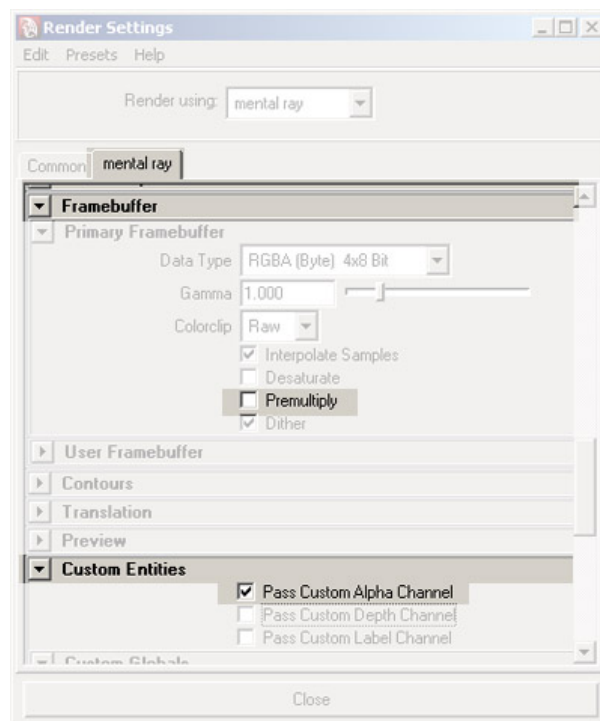 Render Settings
Edit Presets Help
Render using: mental ray
Common mental ray
Framebuffer
Primary Framebuffer
Data Type RGBA (Byte) 4x8 Bit
Gamma 1.000
Colorclip Raw
Interpolate Samples
Desaturate
Premultiply
Dither
User Framebuffer
Contours
Translation
Preview
Custom Entities
Pass Custom Alpha Channel
Pass Custom Depth Channel
Pass Custom Label Channel
Custom Globals
Close